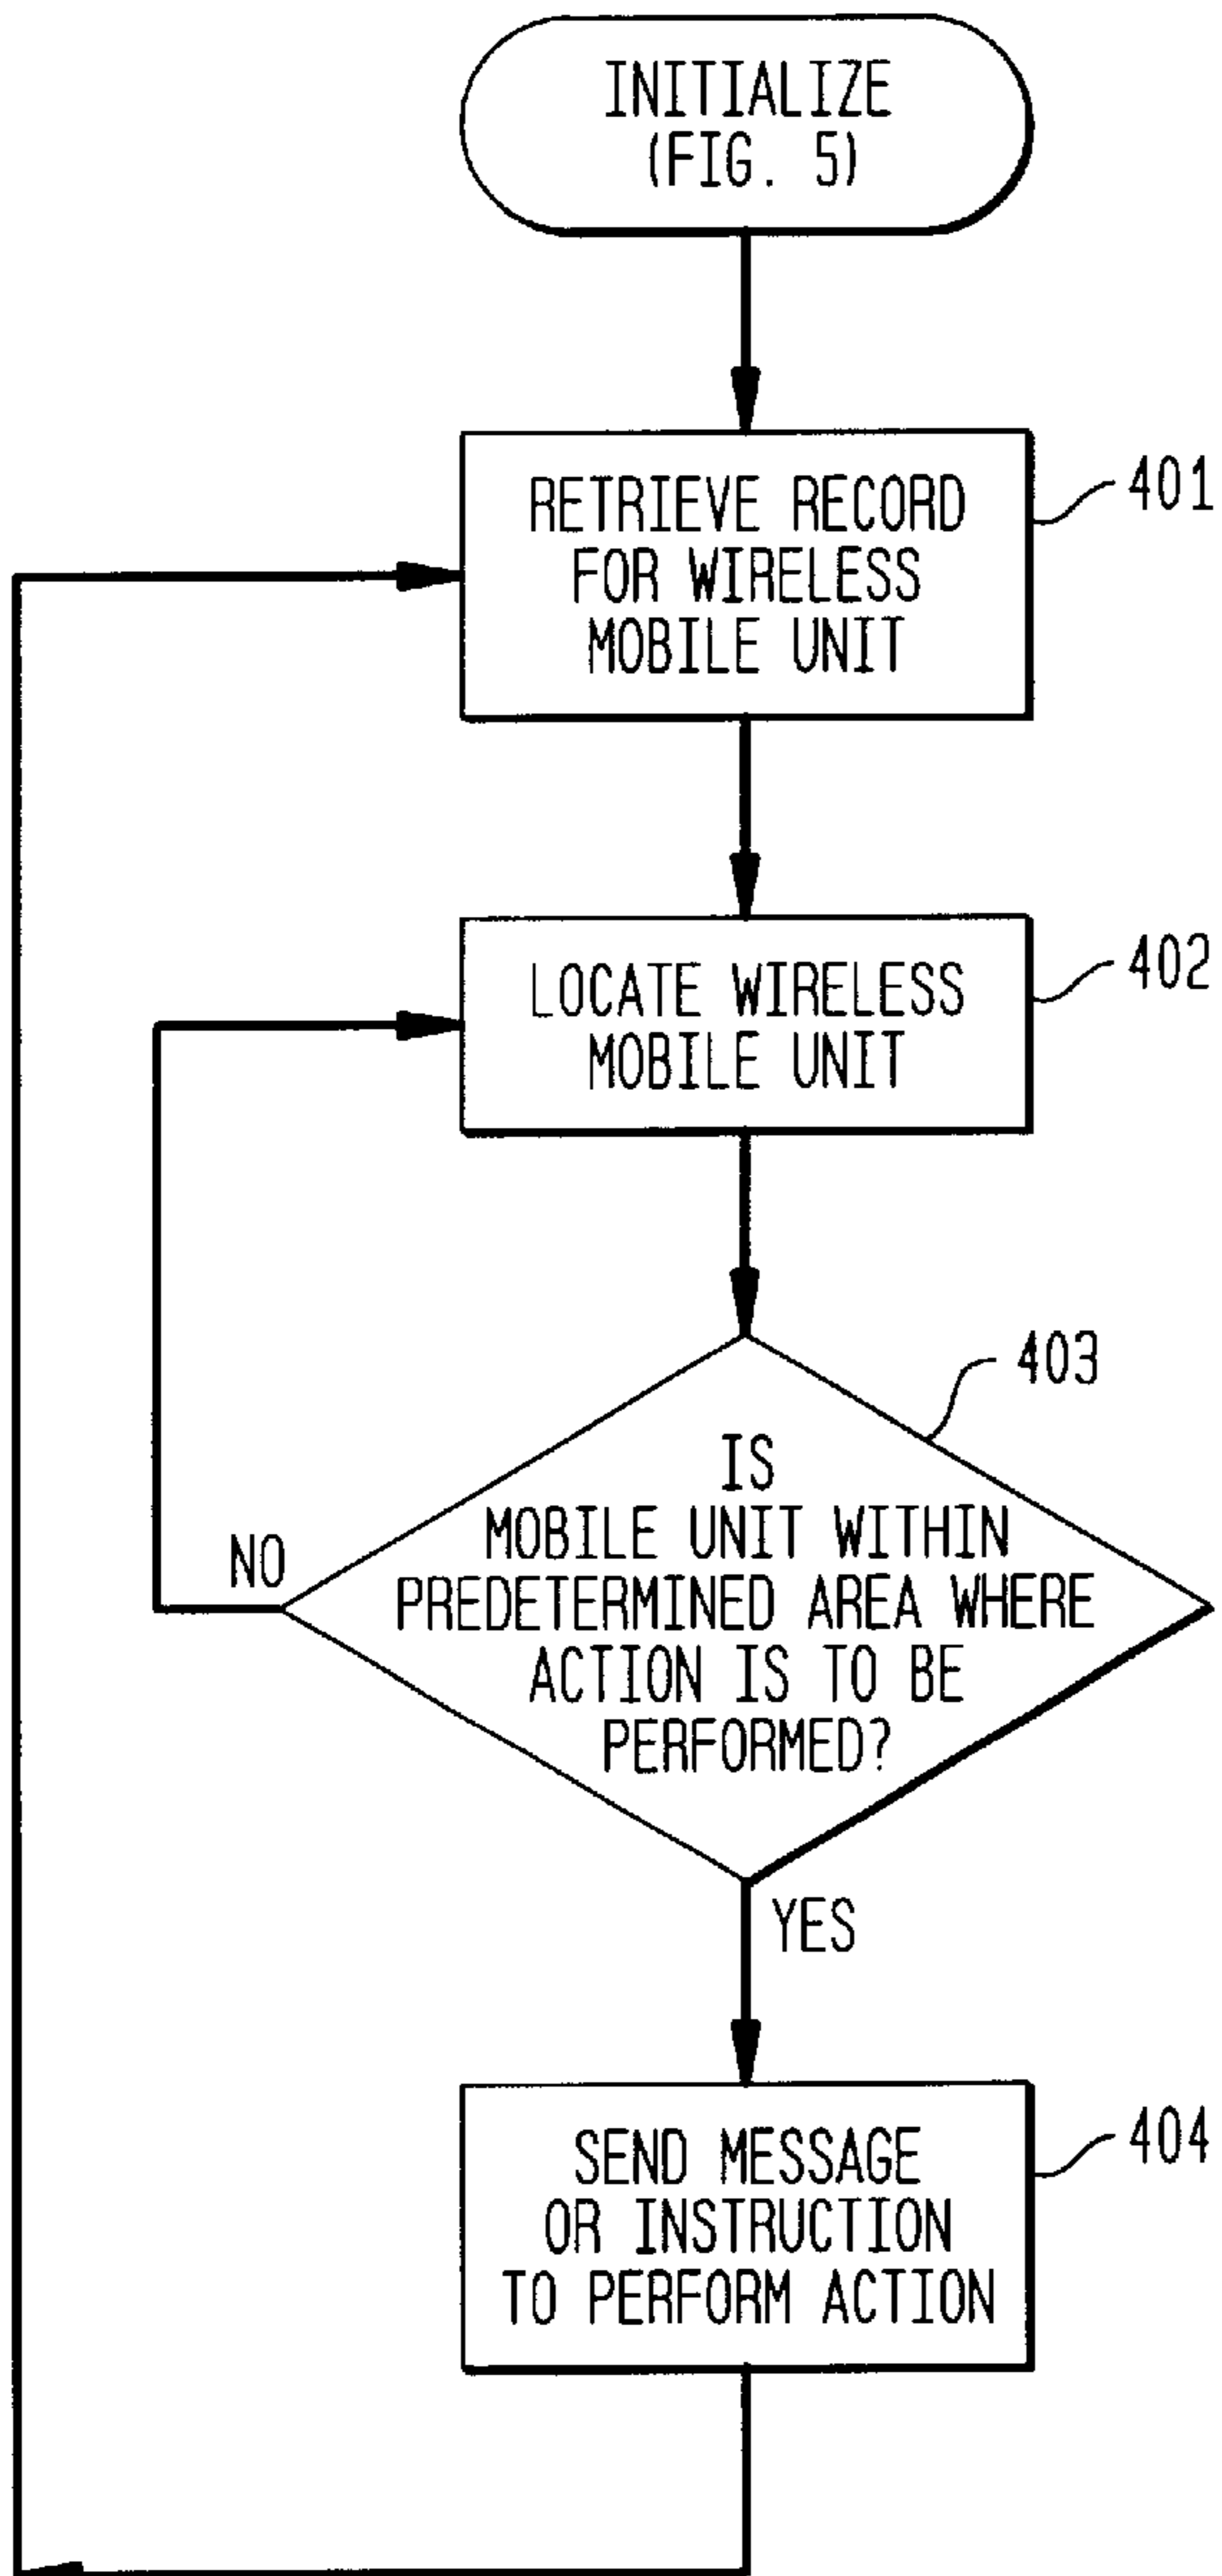 INITIALIZE
(FIG. 5)
RETRIEVE RECORD
FOR WIRELESS
MOBILE UNIT
401
LOCATE WIRELESS
MOBILE UNIT
402
403
IS
MOBILE UNIT WITHIN
PREDETERMINED AREA WHERE
ACTION IS TO BE
PERFORMED?
NO
YES
SEND MESSAGE
OR INSTRUCTION
TO PERFORM ACTION
404